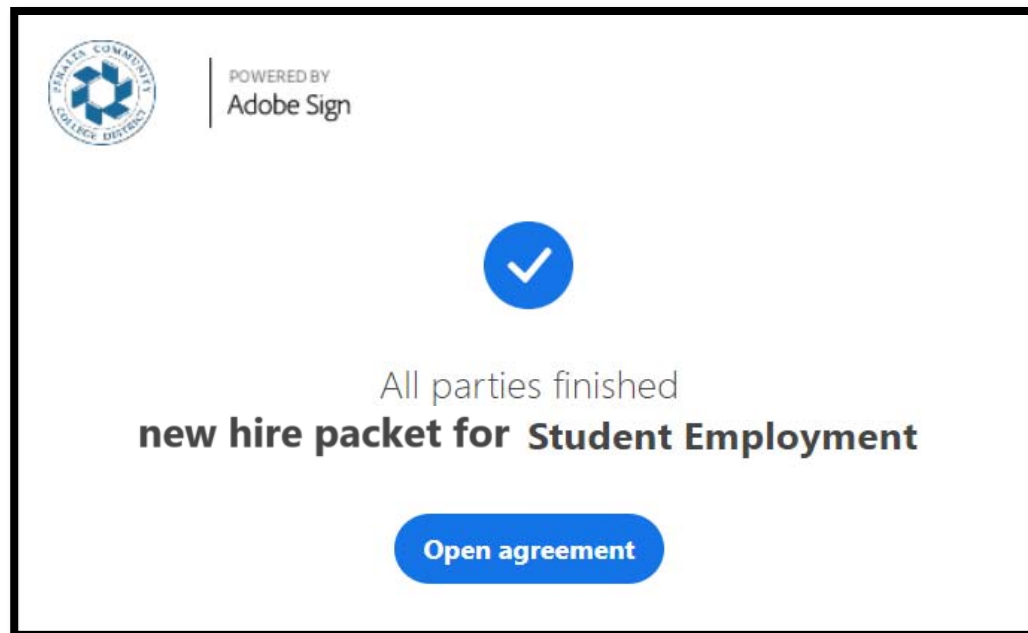 PERALTA COMMUNITY
COLLEGE DISTRICT
POWERED BY
Adobe Sign
All parties finished
new hire packet for Student Employment
Open agreement